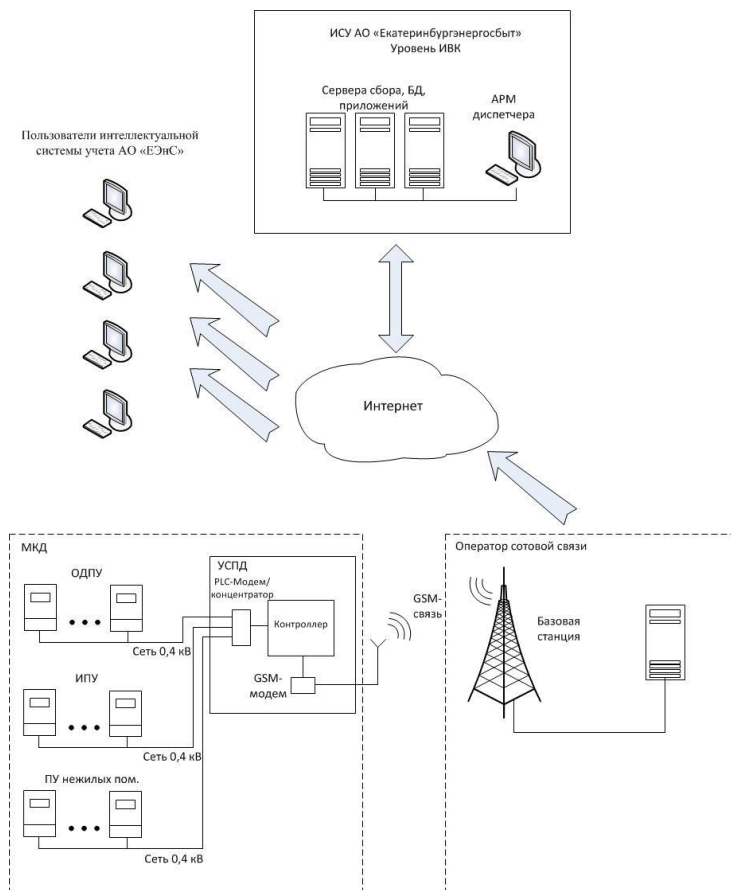 ИСУ АО «Екатеринбургэнергосбыт»
Уровень ИВК
Сервера сбора, БД,
приложений
АРМ
диспетчера
Пользователи интеллектуальной
системы учета АО «ЕЭнС»
Интернет
МКД
ОДПУ
Сеть 0,4 кВ
ИПУ
Сеть 0,4 кВ
ПУ нежилых пом.
Сеть 0,4 кВ
УСПД
PLC-Модем/
концентратор
Контроллер
GSM-
модем
GSM-
связь
Оператор сотовой связи
Базовая
станция